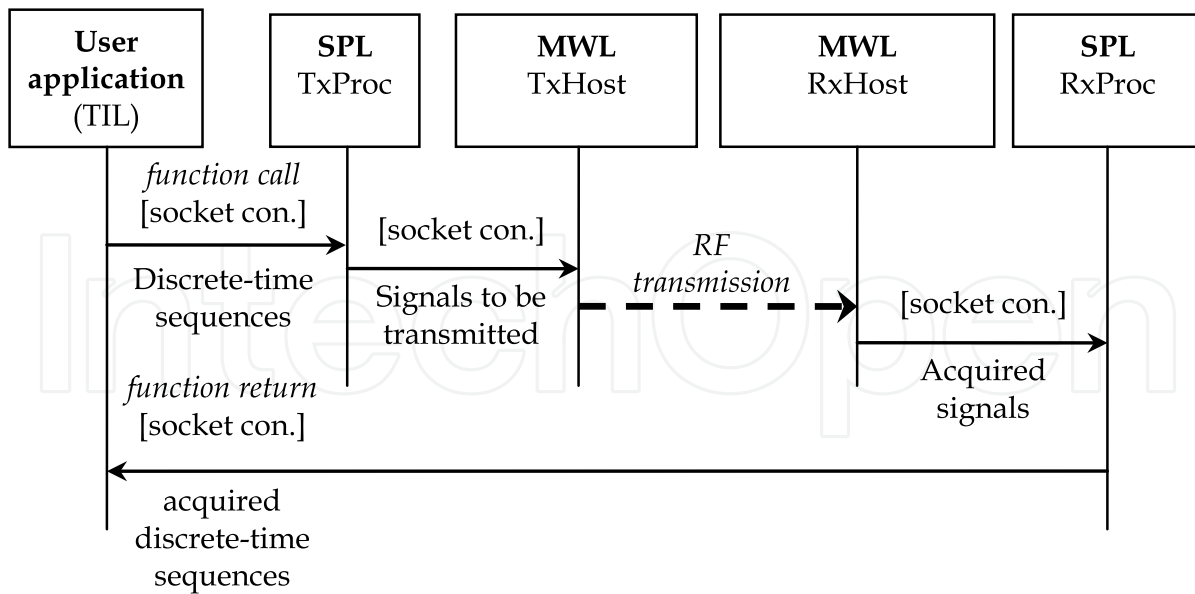 User
application
(TIL)
SPL
TxProc
MWL
TxHost
MWL
RxHost
SPL
RxProc
function call
[socket con.]
Discrete-time
sequences
[socket con.]
Signals to be
transmitted
RF
transmission
[socket con.]
Acquired
signals
function return
[socket con.]
acquired
discrete-time
sequences
IntechOpen